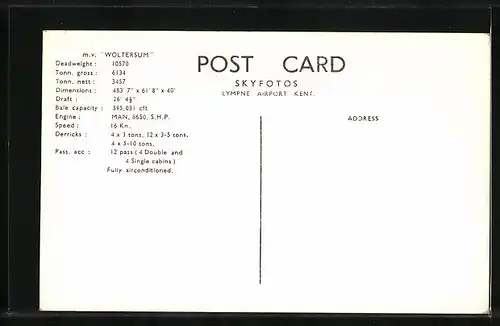 m.v. "WOLTERSUM"
Deadweight : 10570
Tonn. gross : 6134
Tonn. nett : 3457
Dimensions : 483' 7" x 61' 8" x 40'
Draft : 26' 4½"
Bale capacity : 595,031 cft
Engine : MAN, 6650, S.H.P.
Speed : 16 Kn.
Derricks : 4 x 3 tons, 12 x 3-5 tons,
4 x 5-10 tons.
Pass. acc : 12 pass ( 4 Double and
4 Single cabins )
Fully airconditioned.
POST CARD
SKYFOTOS
LYMPNE AIRPORT KENT.
ADDRESS